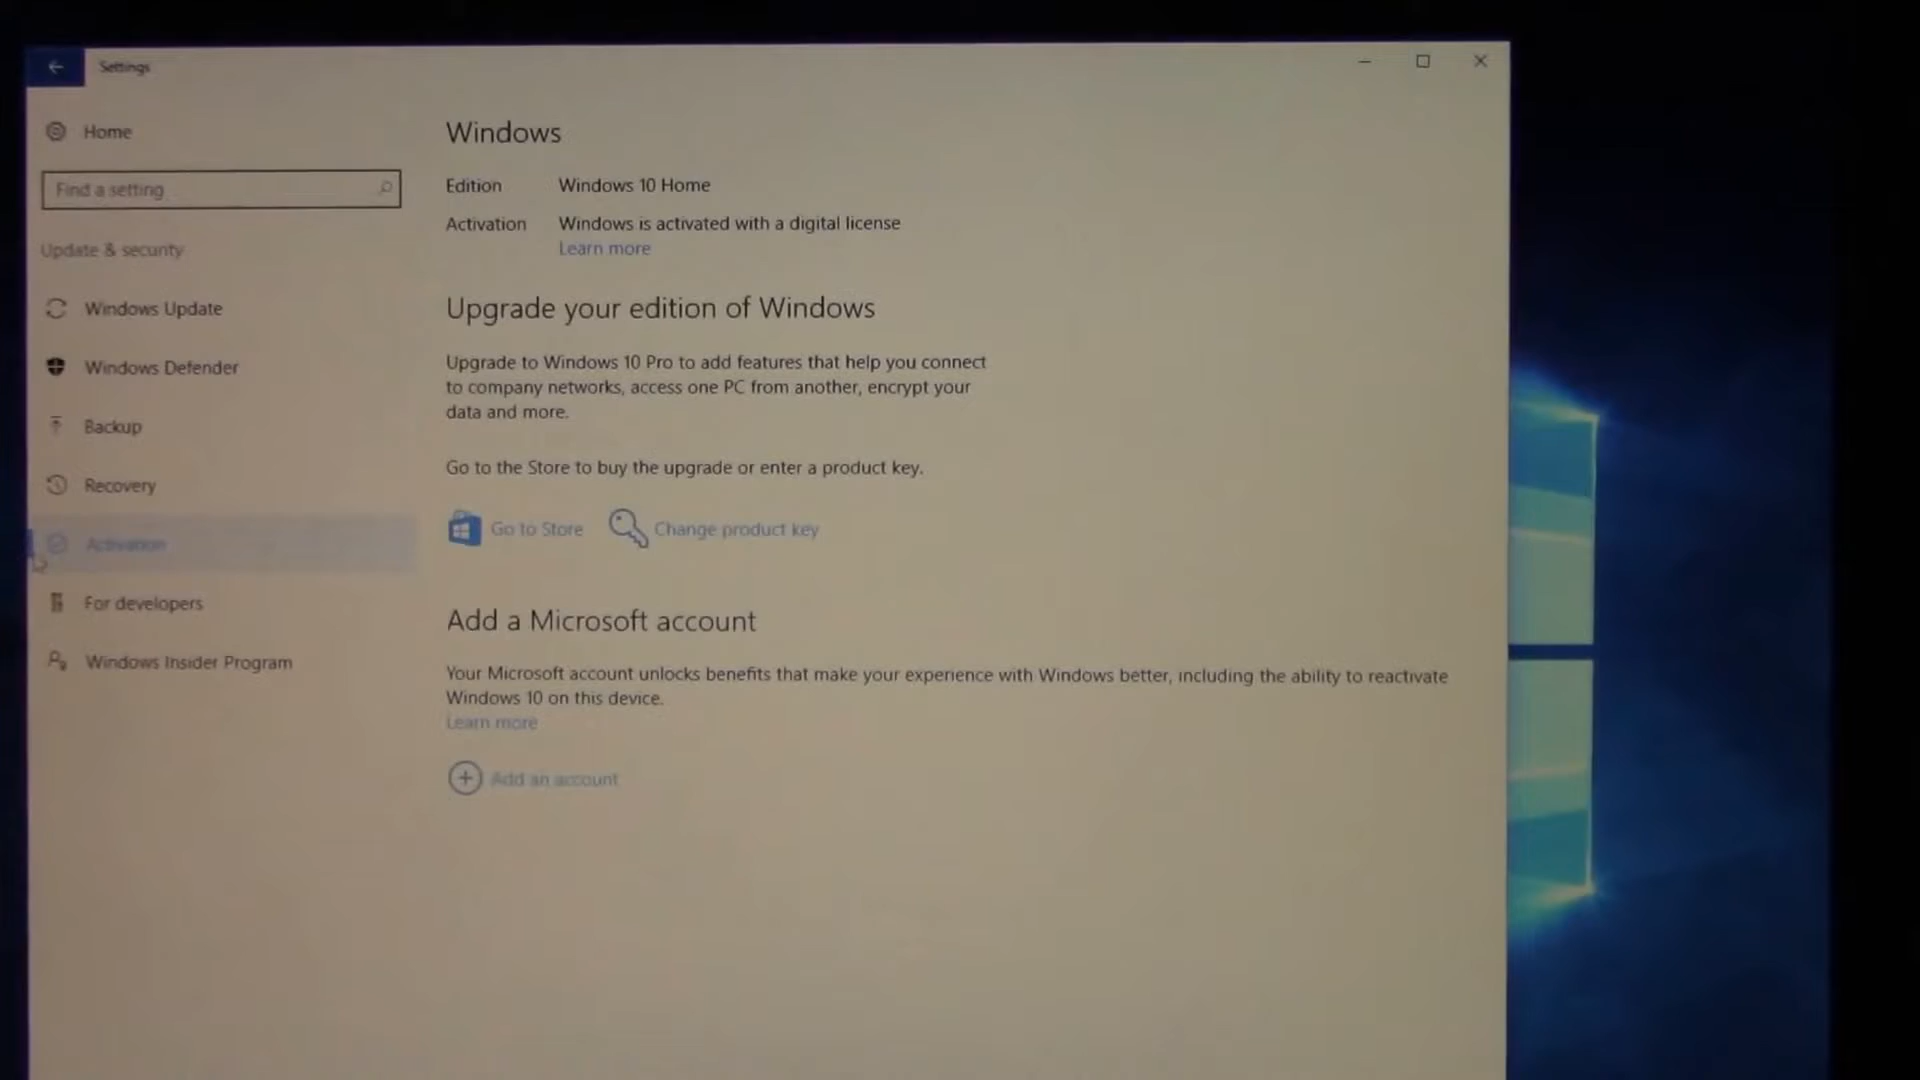 Settings
Home
Find a setting
Update & security
Windows Update
Windows Defender
Backup
Recovery
Activation
For developers
Windows Insider Program
Windows
Edition Windows 10 Home
Activation Windows is activated with a digital license
Learn more
Upgrade your edition of Windows
Upgrade to Windows 10 Pro to add features that help you connect
to company networks, access one PC from another, encrypt your
data and more.
Go to the Store to buy the upgrade or enter a product key.
Go to Store Change product key
Add a Microsoft account
Your Microsoft account unlocks benefits that make your experience with Windows better, including the ability to reactivate
Windows 10 on this device.
Learn more
Add an account